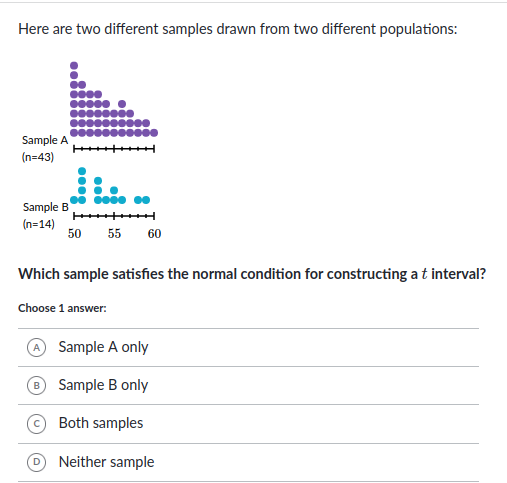 Here are two different samples drawn from two different populations:
Sample A
(n=43)
Sample B
(n=14)
50 55 60
Which sample satisfies the normal condition for constructing a t interval?
Choose 1 answer:
A Sample A only
B Sample B only
C Both samples
D Neither sample